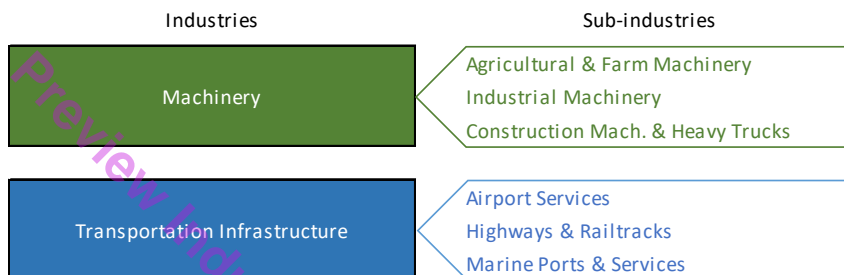 Industries
Sub-industries
Machinery
Agricultural & Farm Machinery
Industrial Machinery
Construction Mach. & Heavy Trucks
Transportation Infrastructure
Airport Services
Highways & Railtracks
Marine Ports & Services
Preview